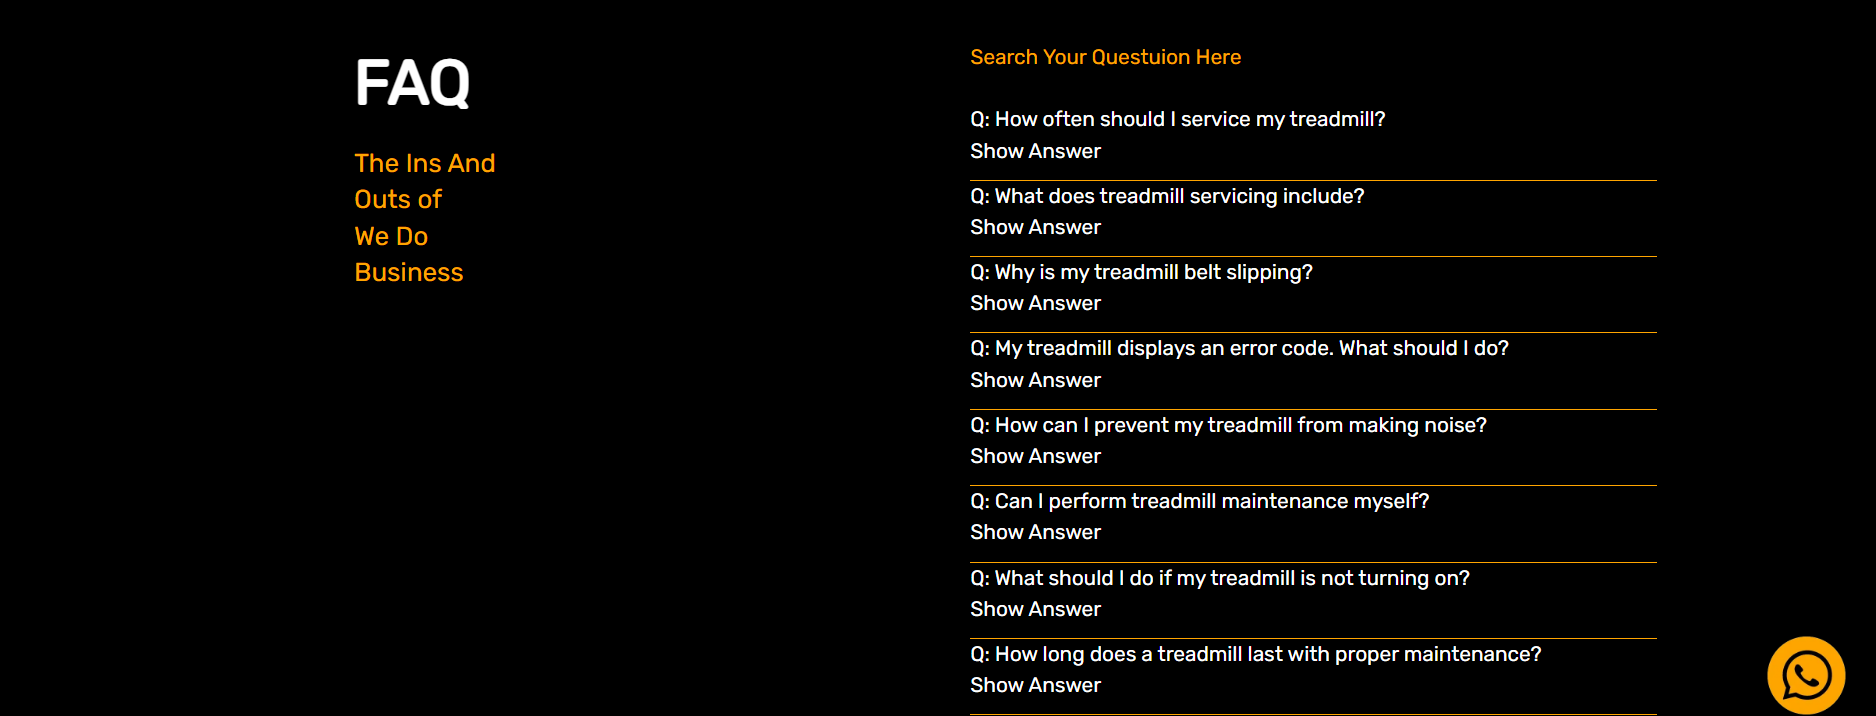 FAQ
The Ins And
Outs of
We Do
Business
Search Your Questuion Here
Q: How often should I service my treadmill?
Show Answer
Q: What does treadmill servicing include?
Show Answer
Q: Why is my treadmill belt slipping?
Show Answer
Q: My treadmill displays an error code. What should I do?
Show Answer
Q: How can I prevent my treadmill from making noise?
Show Answer
Q: Can I perform treadmill maintenance myself?
Show Answer
Q: What should I do if my treadmill is not turning on?
Show Answer
Q: How long does a treadmill last with proper maintenance?
Show Answer